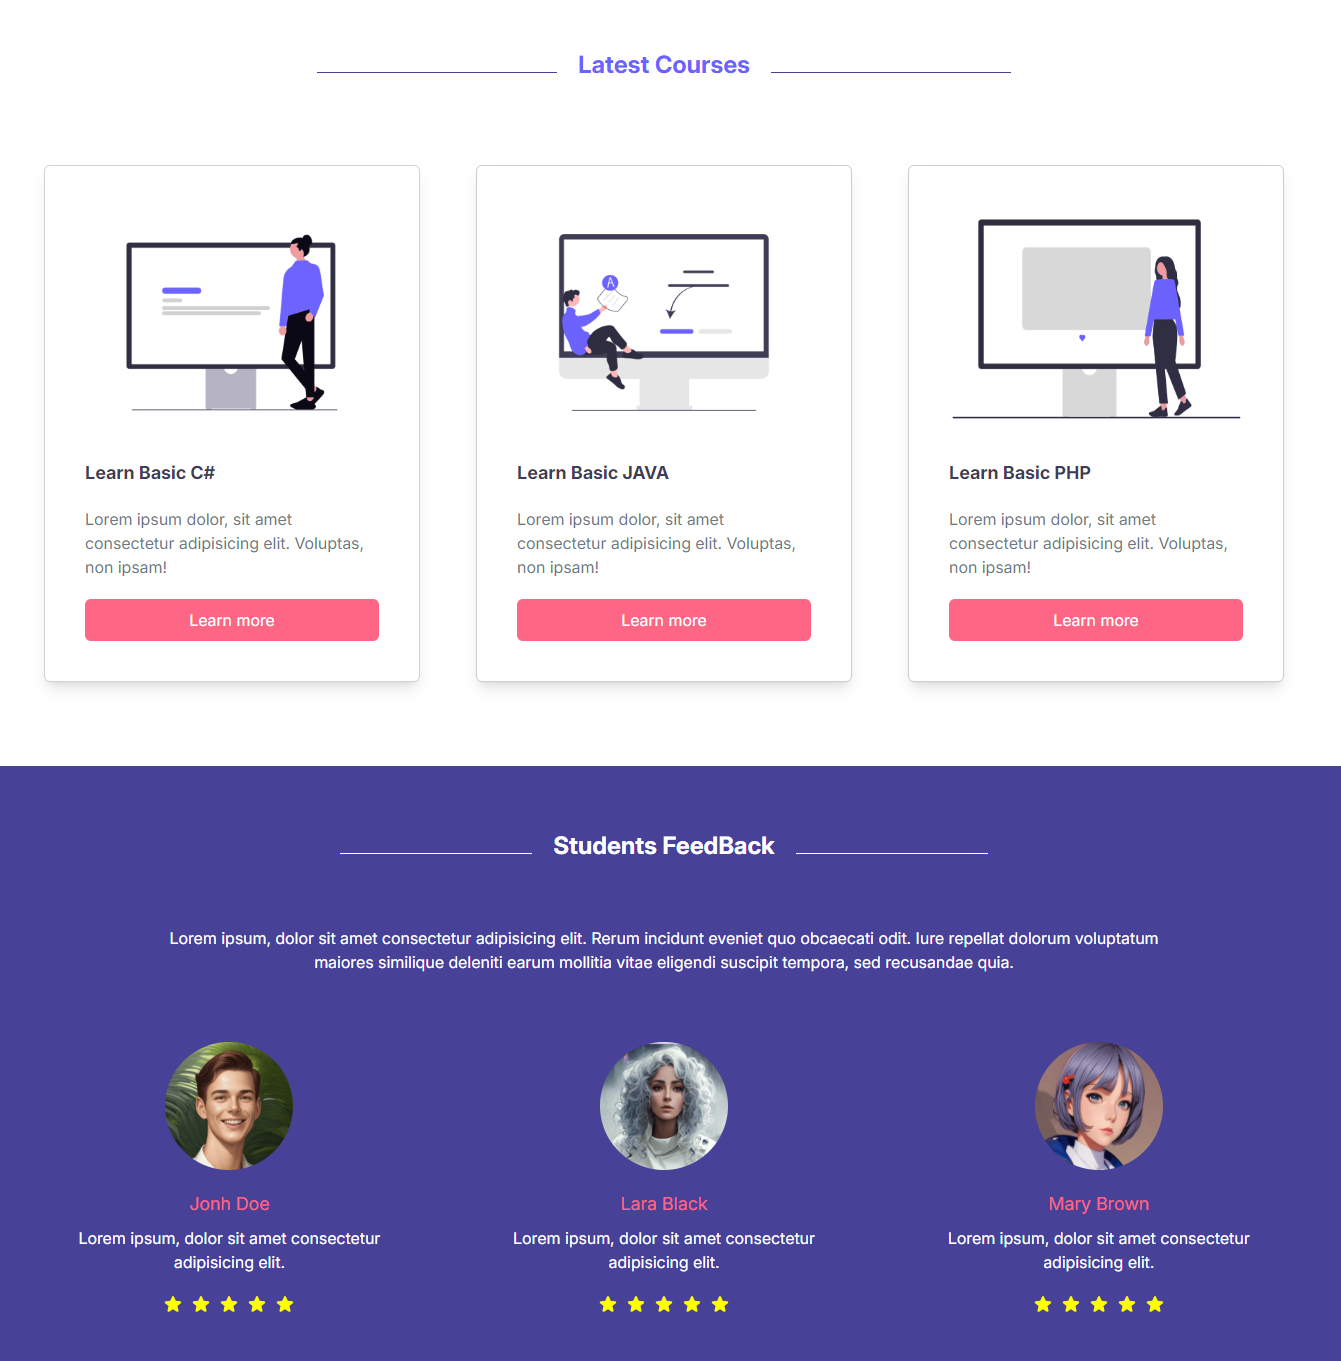 Latest Courses
Learn Basic C#
Lorem ipsum dolor, sit amet
consectetur adipisicing elit. Voluptas,
non ipsam!
Learn more
A
Learn Basic JAVA
Lorem ipsum dolor, sit amet
consectetur adipisicing elit. Voluptas,
non ipsam!
Learn more
Learn Basic PHP
Lorem ipsum dolor, sit amet
consectetur adipisicing elit. Voluptas,
non ipsam!
Learn more
Students FeedBack
Lorem ipsum, dolor sit amet consectetur adipisicing elit. Rerum incidunt eveniet quo obcaecati odit. Iure repellat dolorum voluptatum
maiores similique deleniti earum mollitia vitae eligendi suscipit tempora, sed recusandae quia.
Jonh Doe
Lorem ipsum, dolor sit amet consectetur
adipisicing elit.
Lara Black
Lorem ipsum, dolor sit amet consectetur
adipisicing elit.
Mary Brown
Lorem ipsum, dolor sit amet consectetur
adipisicing elit.